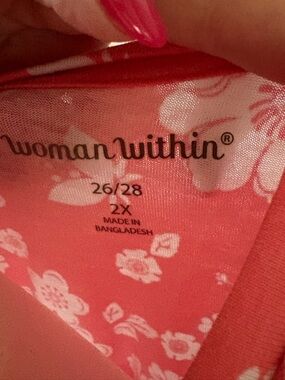 woman within®
26/28
2X
MADE IN
BANGLADESH